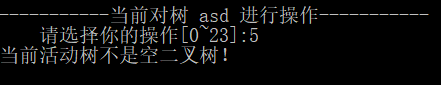 ----------当前对树 asd 进行操作-----------
请选择你的操作[0~23]:5
当前活动树不是空二叉树!